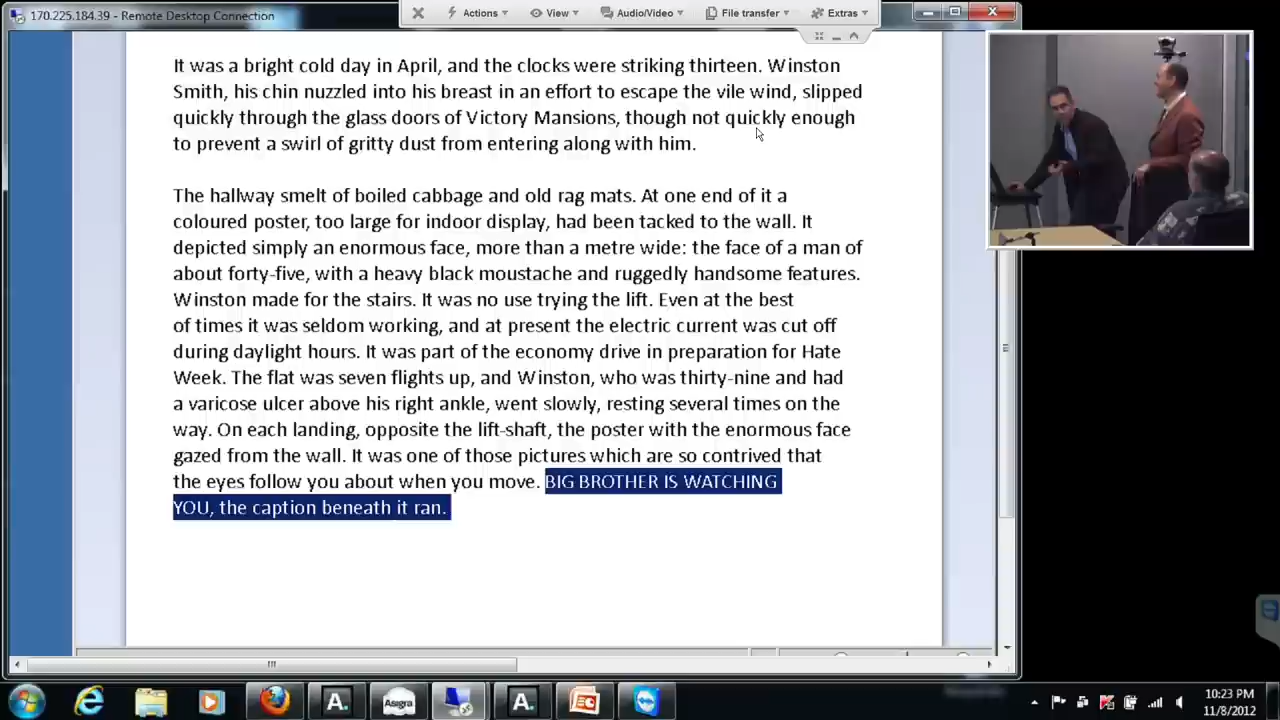 170.225.184.39 - Remote Desktop Connection
Actions View Audio/Video File transfer Extras
It was a bright cold day in April, and the clocks were striking thirteen. Winston
Smith, his chin nuzzled into his breast in an effort to escape the vile wind, slipped
quickly through the glass doors of Victory Mansions, though not quickly enough
to prevent a swirl of gritty dust from entering along with him.
The hallway smelt of boiled cabbage and old rag mats. At one end of it a
coloured poster, too large for indoor display, had been tacked to the wall. It
depicted simply an enormous face, more than a metre wide: the face of a man of
about forty-five, with a heavy black moustache and ruggedly handsome features.
Winston made for the stairs. It was no use trying the lift. Even at the best
of times it was seldom working, and at present the electric current was cut off
during daylight hours. It was part of the economy drive in preparation for Hate
Week. The flat was seven flights up, and Winston, who was thirty-nine and had
a varicose ulcer above his right ankle, went slowly, resting several times on the
way. On each landing, opposite the lift-shaft, the poster with the enormous face
gazed from the wall. It was one of those pictures which are so contrived that
the eyes follow you about when you move. BIG BROTHER IS WATCHING
YOU, the caption beneath it ran.
A. Asigra A.
10:23 PM
11/8/2012